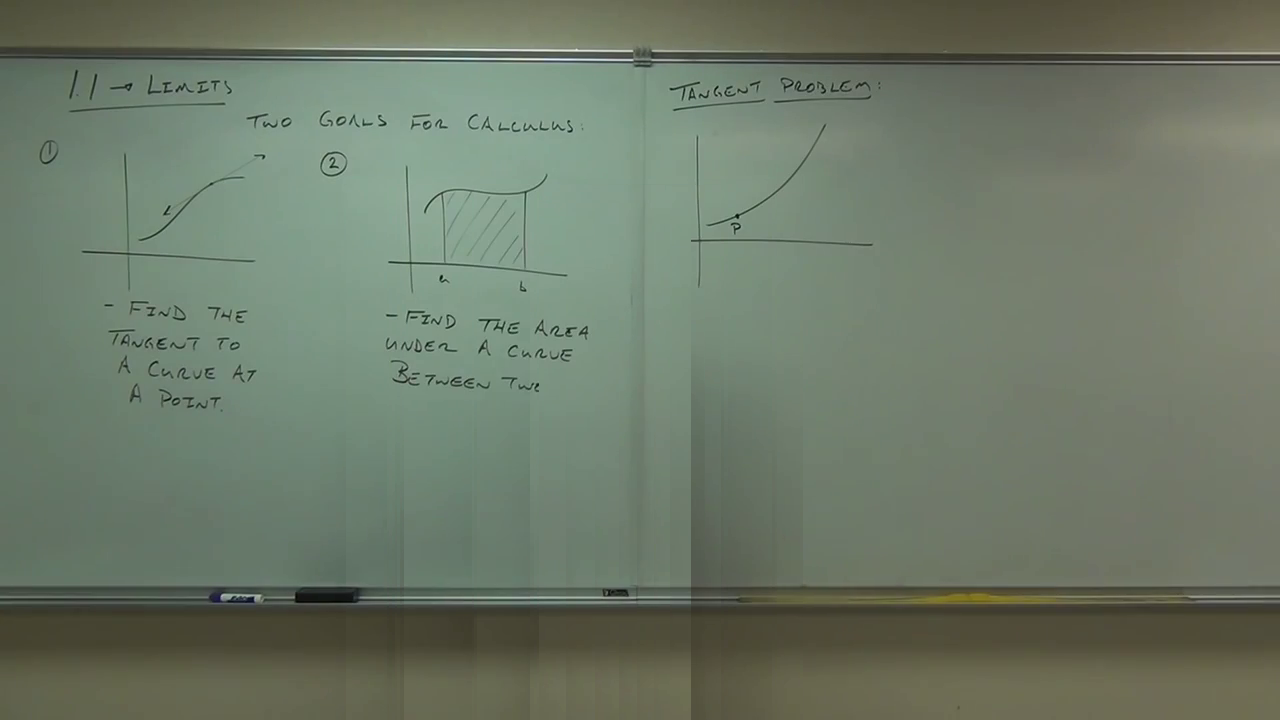 1.1 → LIMITS
TWO GOALS FOR CALCULUS:
①
②
a
b
- FIND THE
TANGENT TO
A CURVE AT
A POINT.
- FIND THE AREA
UNDER A CURVE
BETWEEN TWO
TANGENT PROBLEM:
P